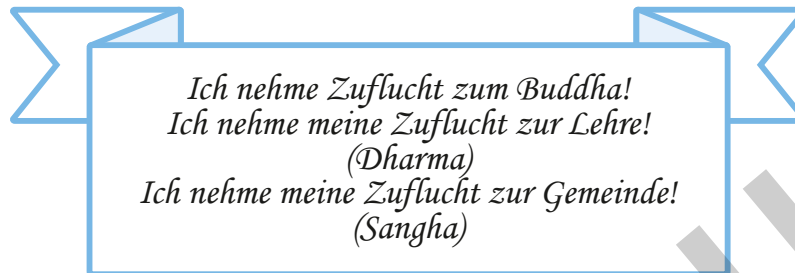 Ich nehme Zuflucht zum Buddha!
Ich nehme meine Zuflucht zur Lehre!
(Dharma)
Ich nehme meine Zuflucht zur Gemeinde!
(Sangha)